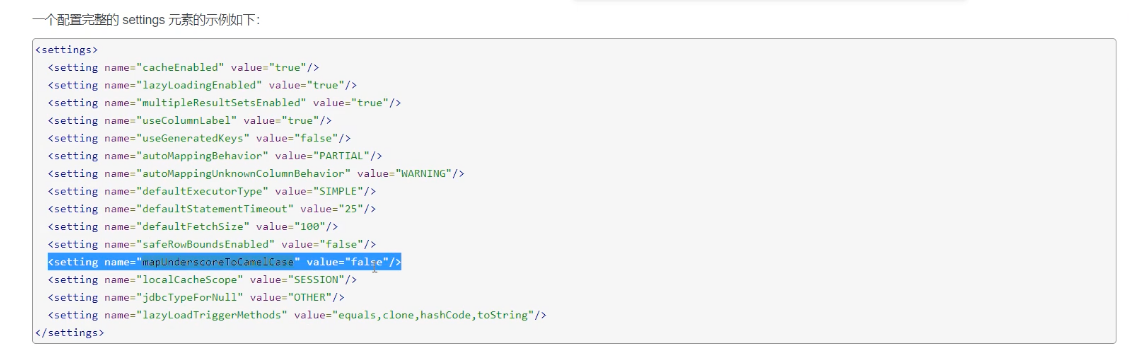 一个配置完整的 settings 元素的示例如下：
<settings>
  <setting name="cacheEnabled" value="true"/>
  <setting name="lazyLoadingEnabled" value="true"/>
  <setting name="multipleResultSetsEnabled" value="true"/>
  <setting name="useColumnLabel" value="true"/>
  <setting name="useGeneratedKeys" value="false"/>
  <setting name="autoMappingBehavior" value="PARTIAL"/>
  <setting name="autoMappingUnknownColumnBehavior" value="WARNING"/>
  <setting name="defaultExecutorType" value="SIMPLE"/>
  <setting name="defaultStatementTimeout" value="25"/>
  <setting name="defaultFetchSize" value="100"/>
  <setting name="safeRowBoundsEnabled" value="false"/>
  <setting name="mapUnderscoreToCamelCase" value="false"/>
  <setting name="localCacheScope" value="SESSION"/>
  <setting name="jdbcTypeForNull" value="OTHER"/>
  <setting name="lazyLoadTriggerMethods" value="equals,clone,hashCode,toString"/>
</settings>